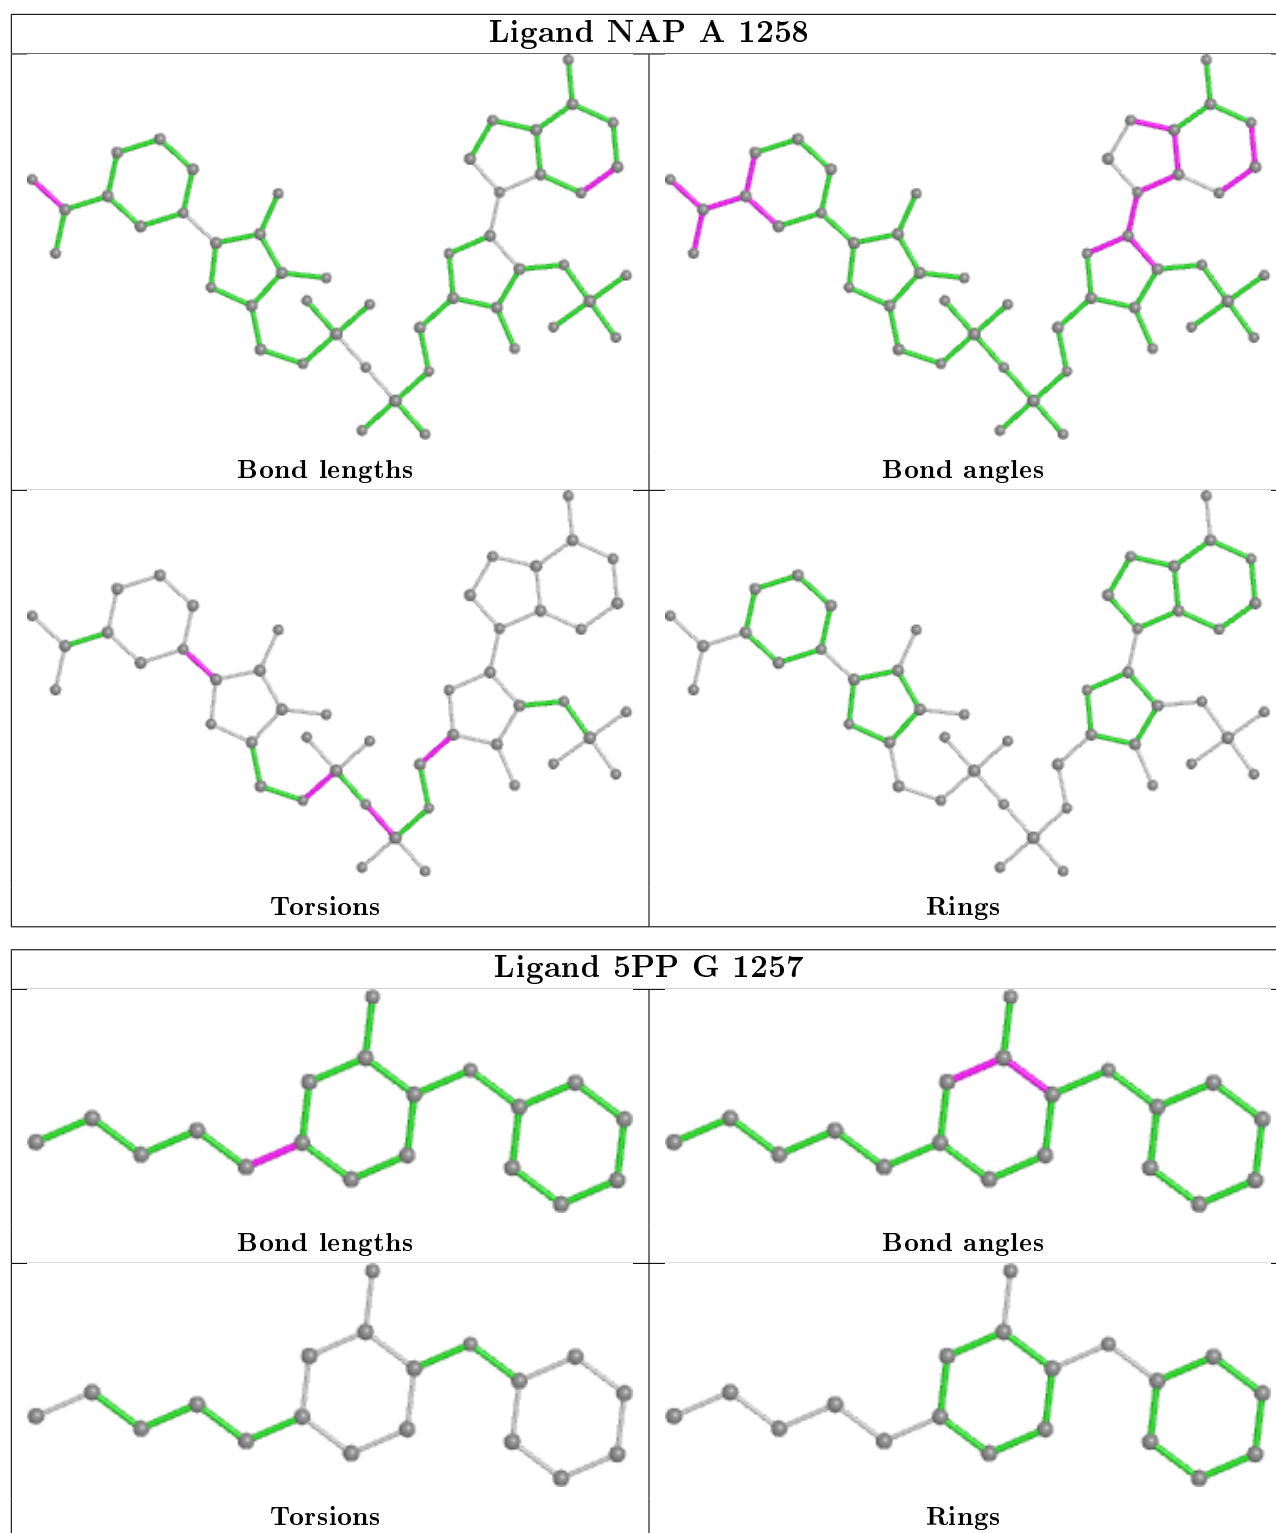 Ligand NAP A 1258
Bond lengths
Bond angles
Torsions
Rings
Ligand 5PP G 1257
Bond lengths
Bond angles
Torsions
Rings